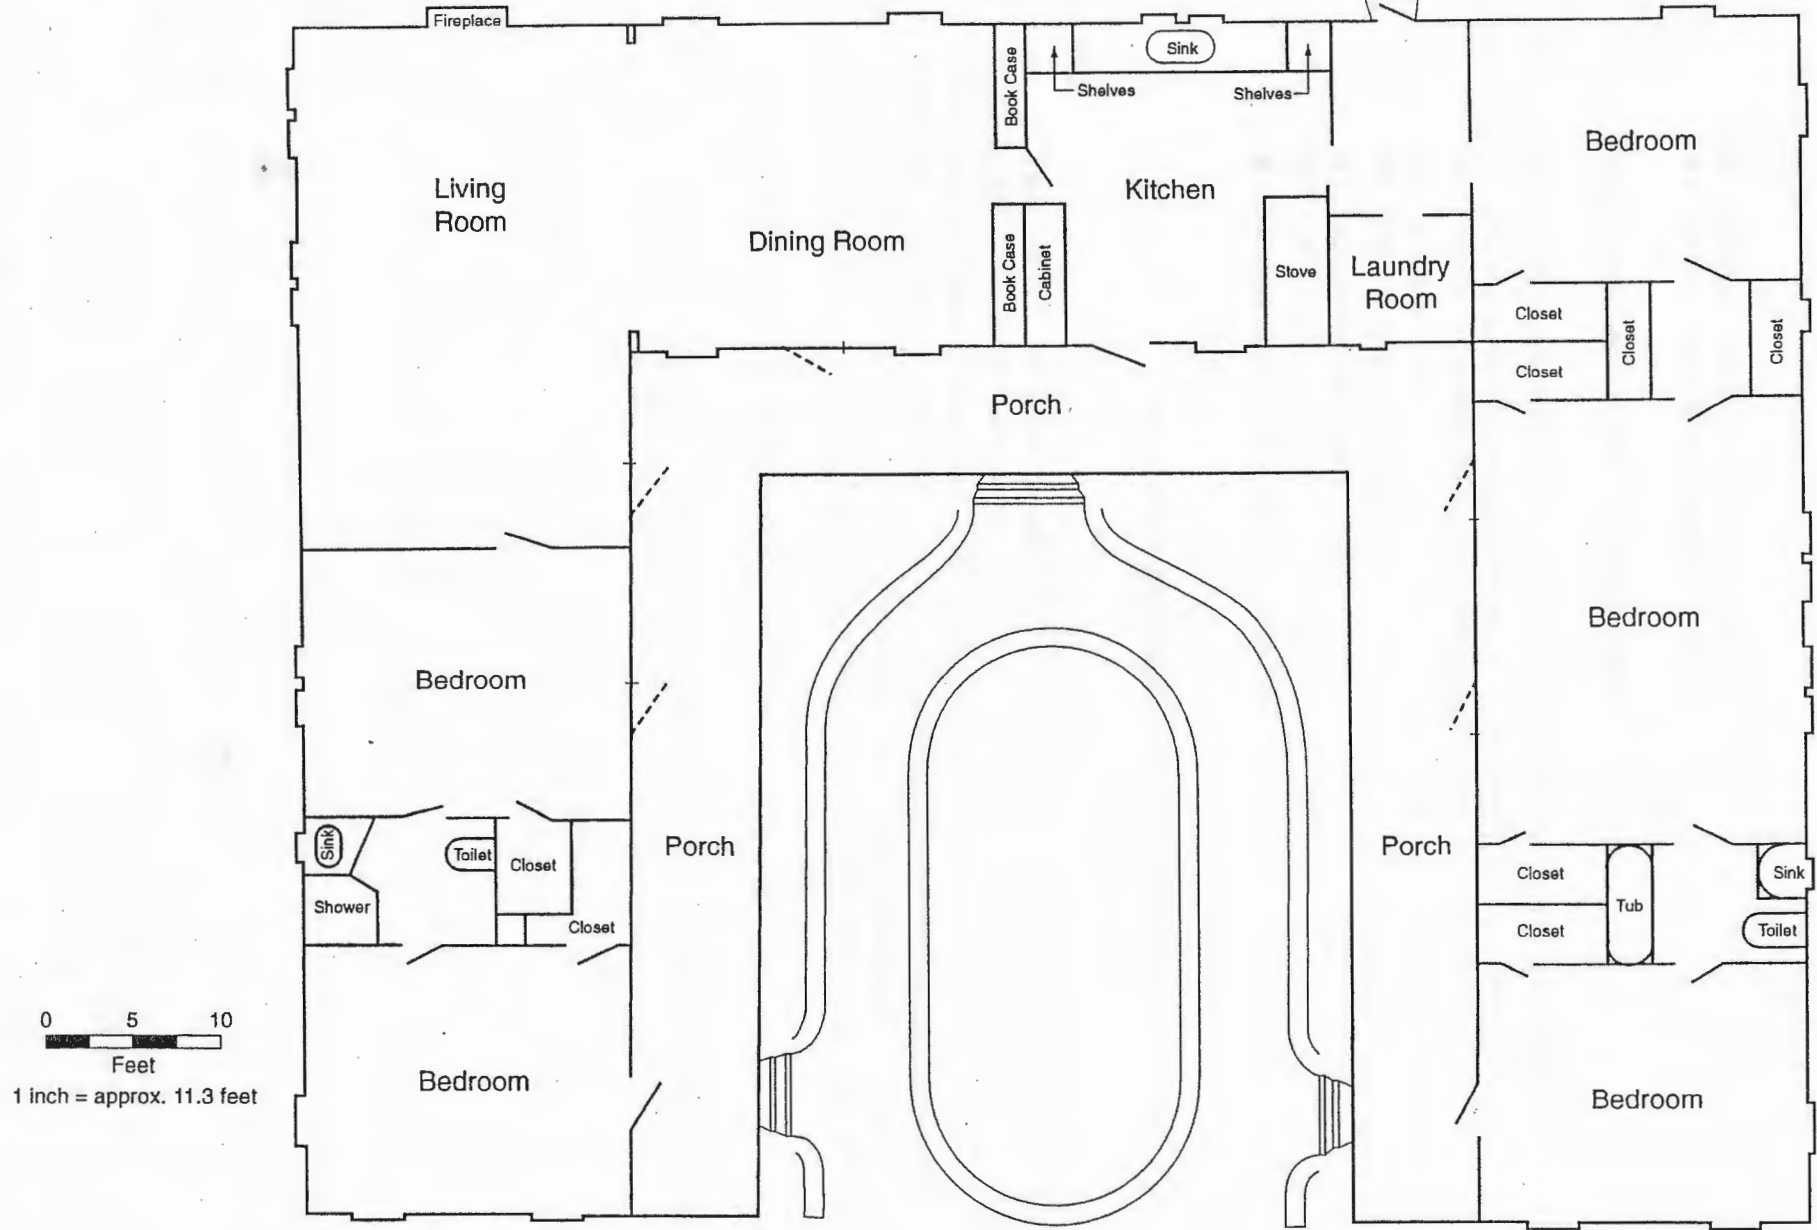 Fireplace
Book Case
Sink
Shelves
Shelves
Bedroom
Living
Room
Kitchen
Dining Room
Book Case
Cabinet
Stove
Laundry
Room
Closet
Closet
Closet
Closet
Porch
Bedroom
Bedroom
Sink
Toilet
Closet
Shower
Closet
Porch
Porch
Closet
Closet
Tub
Sink
Toilet
0 5 10
Feet
1 inch = approx. 11.3 feet
Bedroom
Bedroom